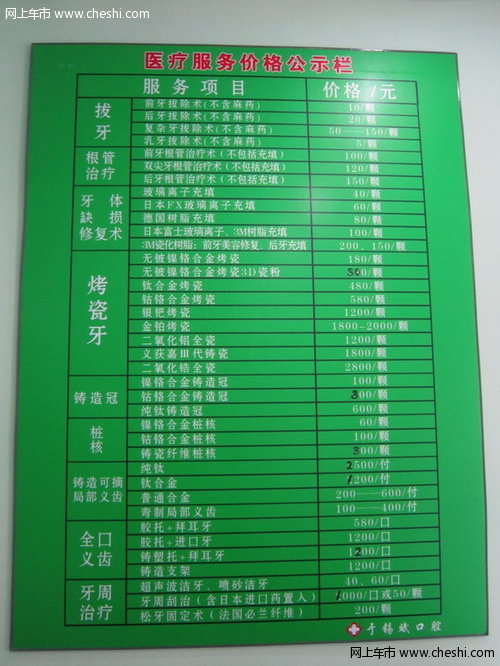 网上车市 www.cheshi.com
医疗服务价格公示栏
服务项目 价格/元
拔牙
前牙拔除术(不含麻药) 10/颗
后牙拔除术(不含麻药) 20/颗
复杂牙拔除术(不含麻药) 50——150/颗
乳牙拔除术(不含麻药) 5/颗
根管治疗
前牙根管治疗术(不包括充填) 100/颗
双尖牙根管治疗术(不包括充填) 120/颗
后牙根管治疗术(不包括充填) 150/颗
牙体缺损修复术
玻璃离子充填 40/颗
日本FX玻璃离子充填 60/颗
德国树脂充填 80/颗
日本富士玻璃离子、3M树脂充填 100/颗
3M瓷化树脂:前牙美容修复、后牙充填 200、150/颗
烤瓷牙
无铍镍铬合金烤瓷 180/颗
无铍镍铬合金烤瓷3D瓷粉 300/颗
钛合金烤瓷 480/颗
钴铬合金烤瓷 580/颗
银钯烤瓷 1200/颗
金铂烤瓷 1800-2000/颗
二氧化铝全瓷 1200/颗
义获嘉Ⅲ代铸瓷 1800/颗
二氧化锆全瓷 2800/颗
铸造冠
镍铬合金铸造冠 100/颗
钴铬合金铸造冠 300/颗
纯钛铸造冠 600/颗
桩核
镍铬合金桩核 60/颗
钴铬合金桩核 100/颗
铸瓷纤维桩核 300/颗
铸造可摘局部义齿
纯钛 2500/付
钛合金 1200/付
普通合金 200——600/付
弯制局部义齿 100——400/付
全口义齿
胶托+拜耳牙 580/口
胶托+进口牙 1200/口
铸塑托+拜耳牙 1200/口
铸造支架 1200/口
牙周治疗
超声波洁牙、喷砂洁牙 40、60/口
牙周刮治(含日本进口药置入) 1000/口或50/颗
松牙固定术(法国必兰纤维) 200/颗
于锡斌口腔
网上车市 www.cheshi.com